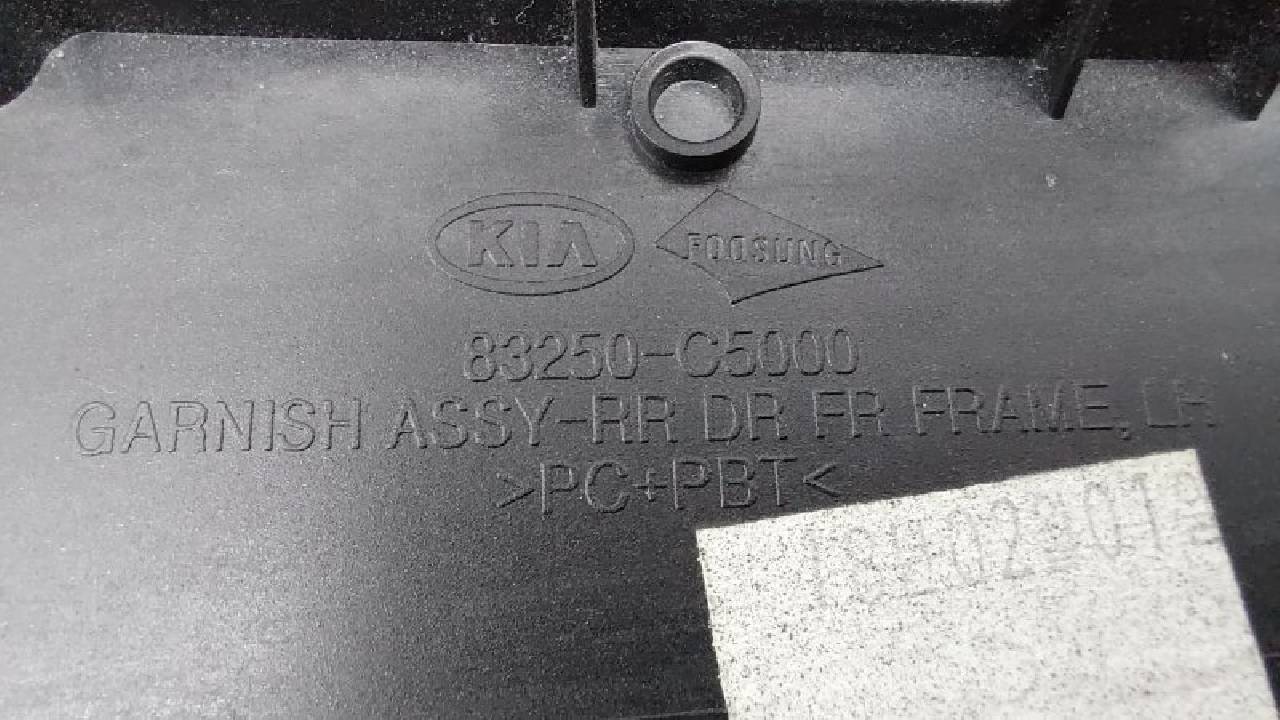 KIA FOOSUNG
83250-C5000
GARNISH ASSY-RR DR FR FRAME, LH
>PC+PBT<